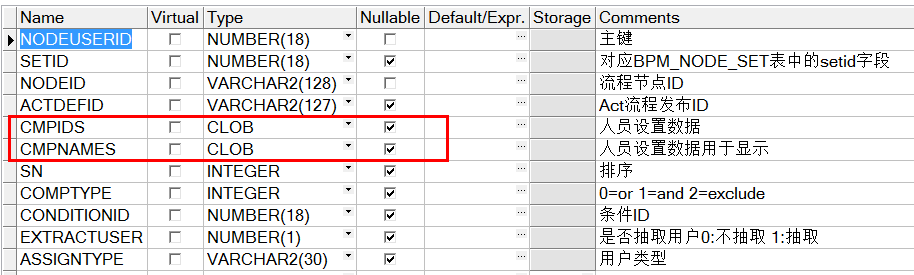 Name Virtual Type Nullable Default/Expr. Storage Comments
NODEUSERID NUMBER(18) ... 主键
SETID NUMBER(18) ... 对应BPM_NODE_SET表中的setid字段
NODEID VARCHAR2(128) ... 流程节点ID
ACTDEFID VARCHAR2(127) ... Act流程发布ID
CMPIDS CLOB ... 人员设置数据
CMPNAMES CLOB ... 人员设置数据用于显示
SN INTEGER ... 排序
COMPTYPE INTEGER ... 0=or 1=and 2=exclude
CONDITIONID NUMBER(18) ... 条件ID
EXTRACTUSER NUMBER(1) ... 是否抽取用户0:不抽取 1:抽取
ASSIGNTYPE VARCHAR2(30) ... 用户类型